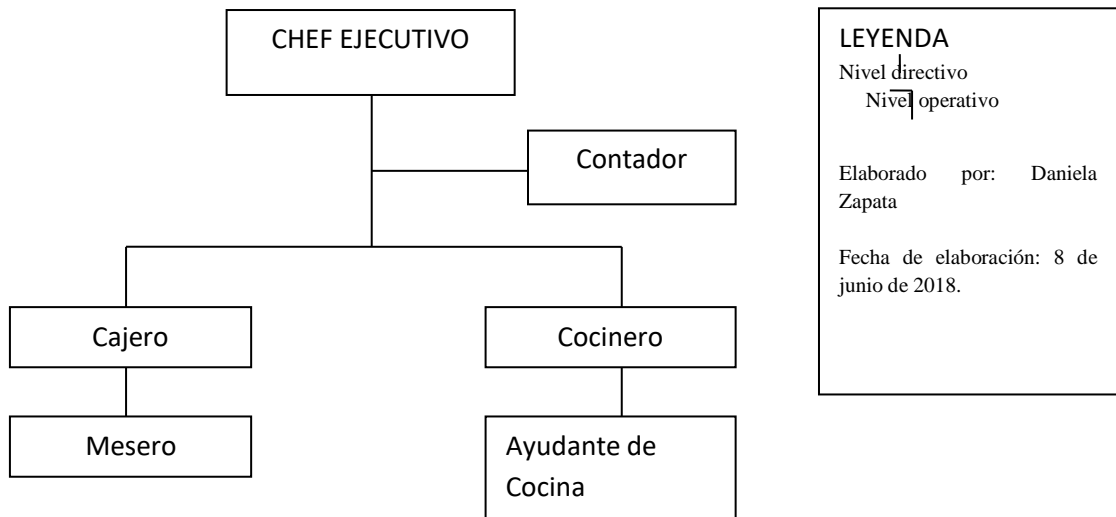 CHEF EJECUTIVO
Contador
Cajero
Cocinero
Mesero
Ayudante de
Cocina
LEYENDA
Nivel directivo
Nivel operativo
Elaborado por: Daniela
Zapata
Fecha de elaboración: 8 de
junio de 2018.